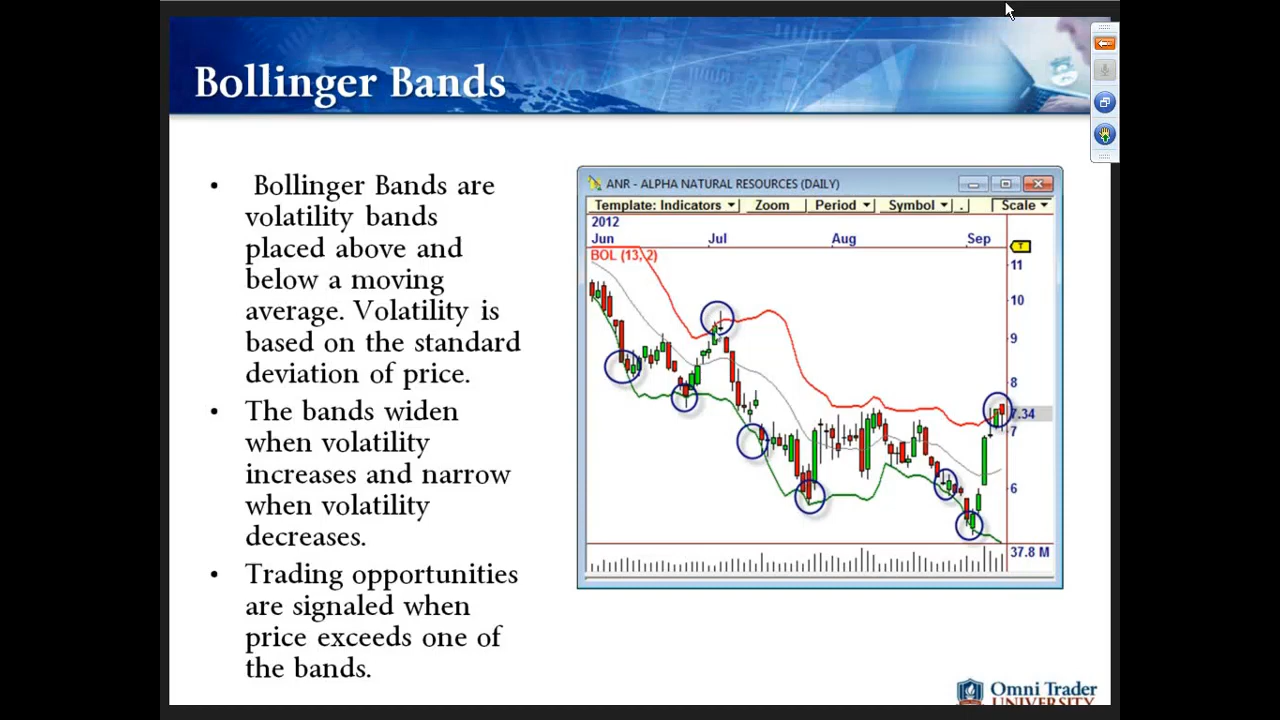 Bollinger Bands
• Bollinger Bands are
volatility bands
placed above and
below a moving
average. Volatility is
based on the standard
deviation of price.
• The bands widen
when volatility
increases and narrow
when volatility
decreases.
• Trading opportunities
are signaled when
price exceeds one of
the bands.
ANR - ALPHA NATURAL RESOURCES (DAILY)
Template: Indicators Zoom Period Symbol . Scale
2012
Jun Jul Aug Sep
T
BOL (13, 2)
11
10
9
8
7.34
7
6
37.8 M
Omni Trader
UNIVERSITY